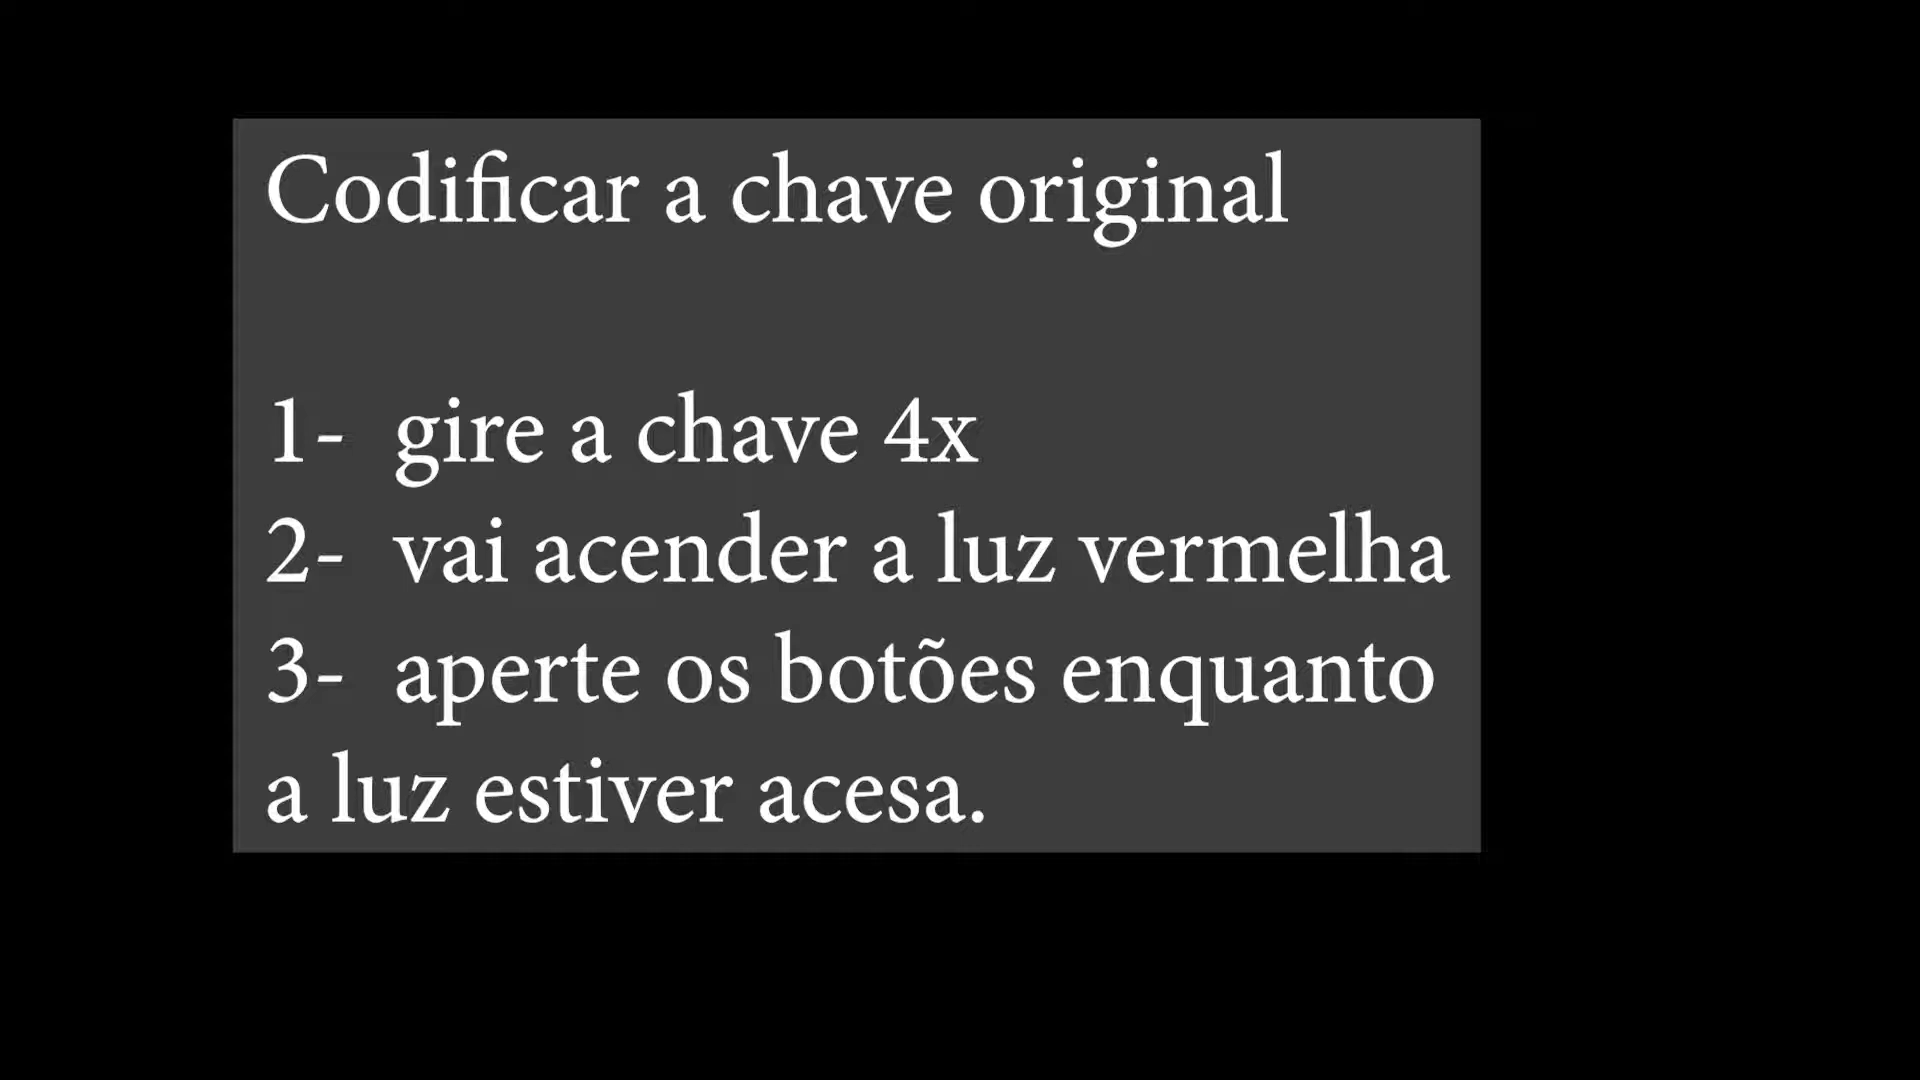 Codificar a chave original
1- gire a chave 4x
2- vai acender a luz vermelha
3- aperte os botões enquanto
a luz estiver acesa.